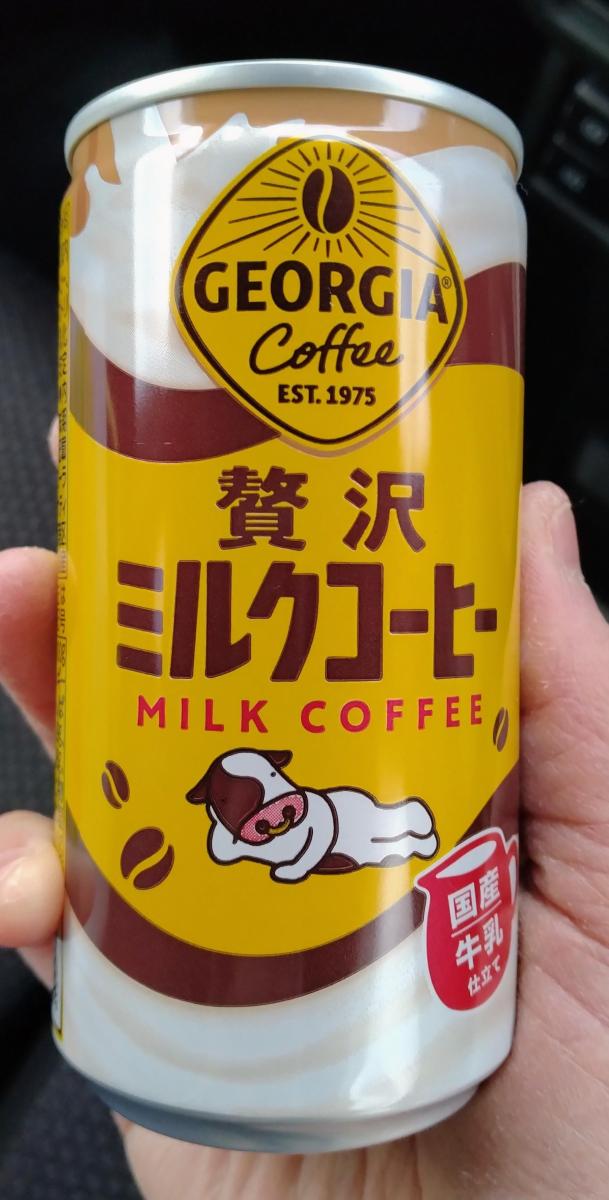 GEORGIA®
Coffee
EST. 1975
贅沢
ミルクコーヒー
MILK COFFEE
国産
牛乳
仕立て